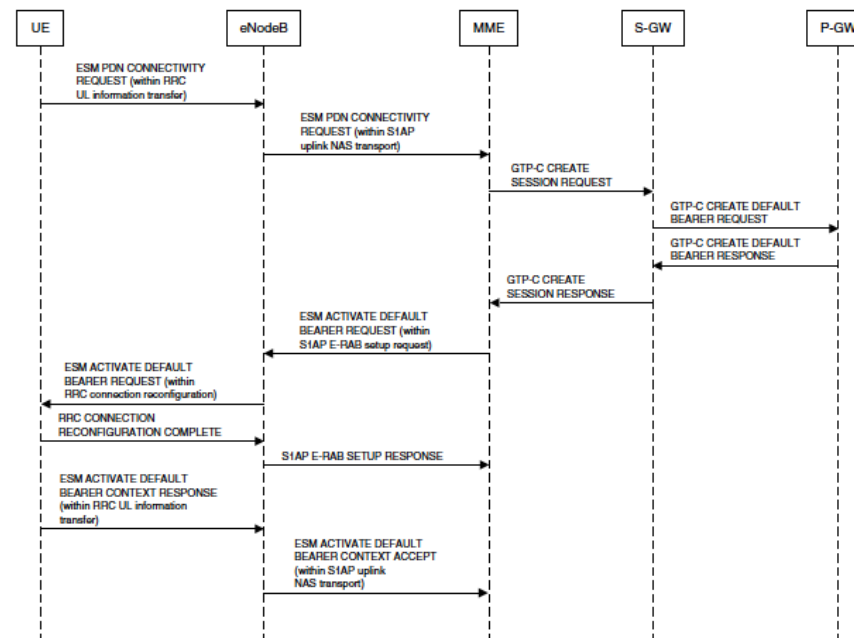 UE
eNodeB
MME
S-GW
P-GW
ESM PDN CONNECTIVITY
REQUEST (within RRC
UL information transfer)
ESM PDN CONNECTIVITY
REQUEST (within S1AP
uplink NAS transport)
GTP-C CREATE
SESSION REQUEST
GTP-C CREATE DEFAULT
BEARER REQUEST
GTP-C CREATE DEFAULT
BEARER RESPONSE
GTP-C CREATE
SESSION RESPONSE
ESM ACTIVATE DEFAULT
BEARER REQUEST (within
S1AP E-RAB setup request)
ESM ACTIVATE DEFAULT
BEARER REQUEST (within
RRC connection reconfiguration)
RRC CONNECTION
RECONFIGURATION COMPLETE
S1AP E-RAB SETUP RESPONSE
ESM ACTIVATE DEFAULT
BEARER CONTEXT RESPONSE
(within RRC UL information
transfer)
ESM ACTIVATE DEFAULT
BEARER CONTEXT ACCEPT
(within S1AP uplink
NAS transport)